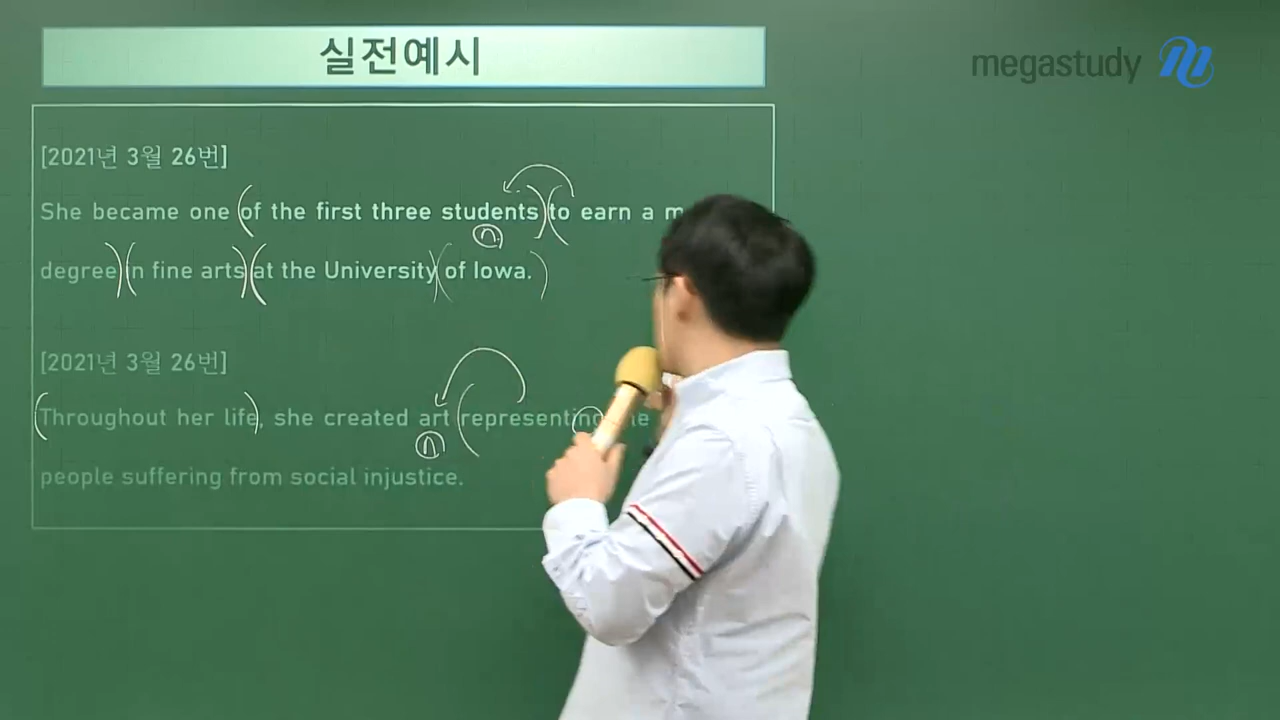 실전예시
megastudy
[2021년 3월 26번]
She became one of the first three students to earn a
degree in fine arts at the University of Iowa.
[2021년 3월 26번]
Throughout her life, she created art representing
people suffering from social injustice.
n
n